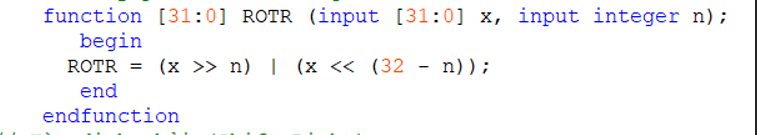 function [31:0] ROTR (input [31:0] x, input integer n);
begin
ROTR = (x >> n) | (x << (32 - n));
end
endfunction